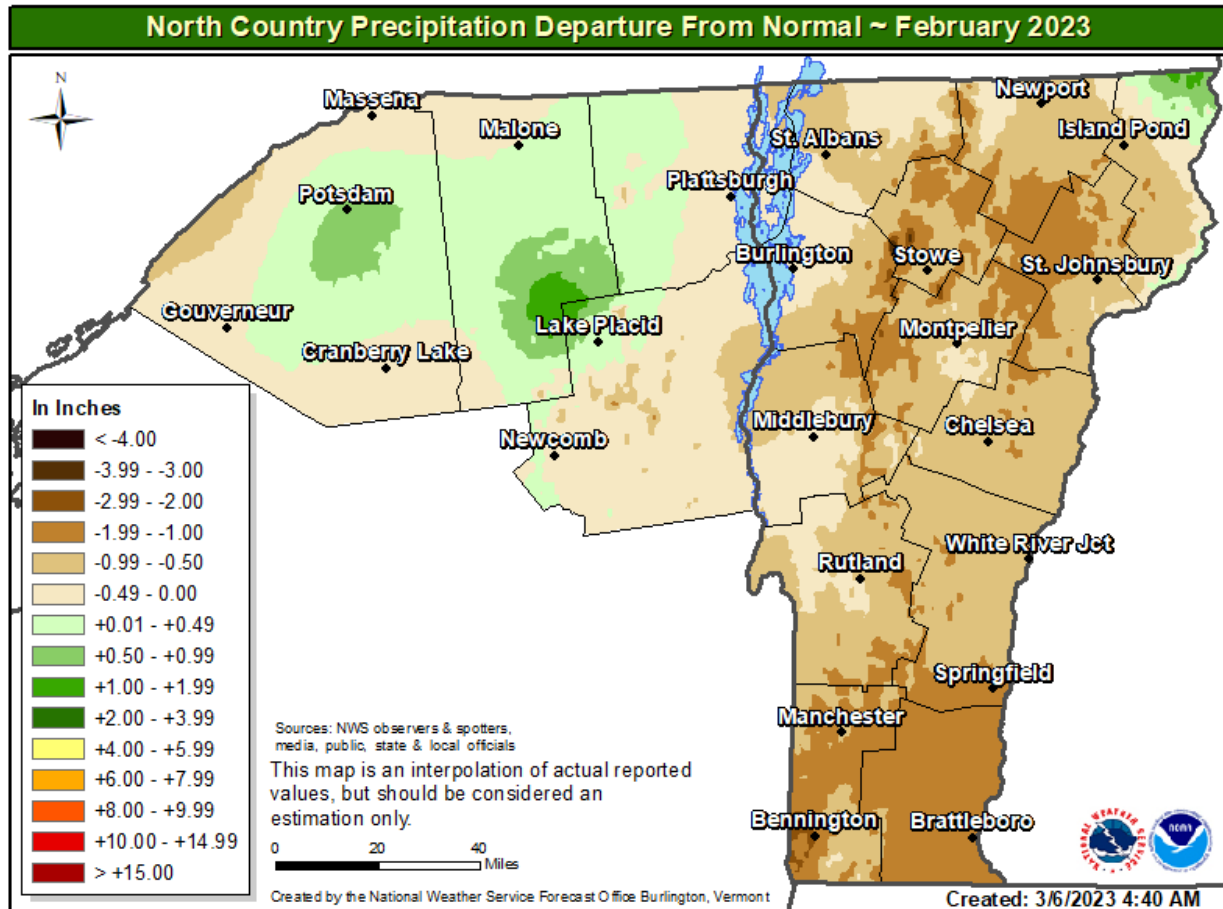 North Country Precipitation Departure From Normal ~ February 2023
N
Massena
Malone
Newport
Island Pond
St. Albans
Potsdam
Plattsburgh
Burlington
Stowe
St. Johnsbury
Gouverneur
Lake Placid
Montpelier
Cranberry Lake
Middlebury
Chelsea
Newcomb
White River Jct
Rutland
Springfield
Manchester
Bennington
Brattleboro
In Inches
< -4.00
-3.99 - -3.00
-2.99 - -2.00
-1.99 - -1.00
-0.99 - -0.50
-0.49 - 0.00
+0.01 - +0.49
+0.50 - +0.99
+1.00 - +1.99
+2.00 - +3.99
+4.00 - +5.99
+6.00 - +7.99
+8.00 - +9.99
+10.00 - +14.99
> +15.00
Sources: NWS observers & spotters,
media, public, state & local officials
This map is an interpolation of actual reported
values, but should be considered an
estimation only.
0 20 40
Miles
Created by the National Weather Service Forecast Office Burlington, Vermont
NATIONAL WEATHER SERVICE
noaa
Created: 3/6/2023 4:40 AM